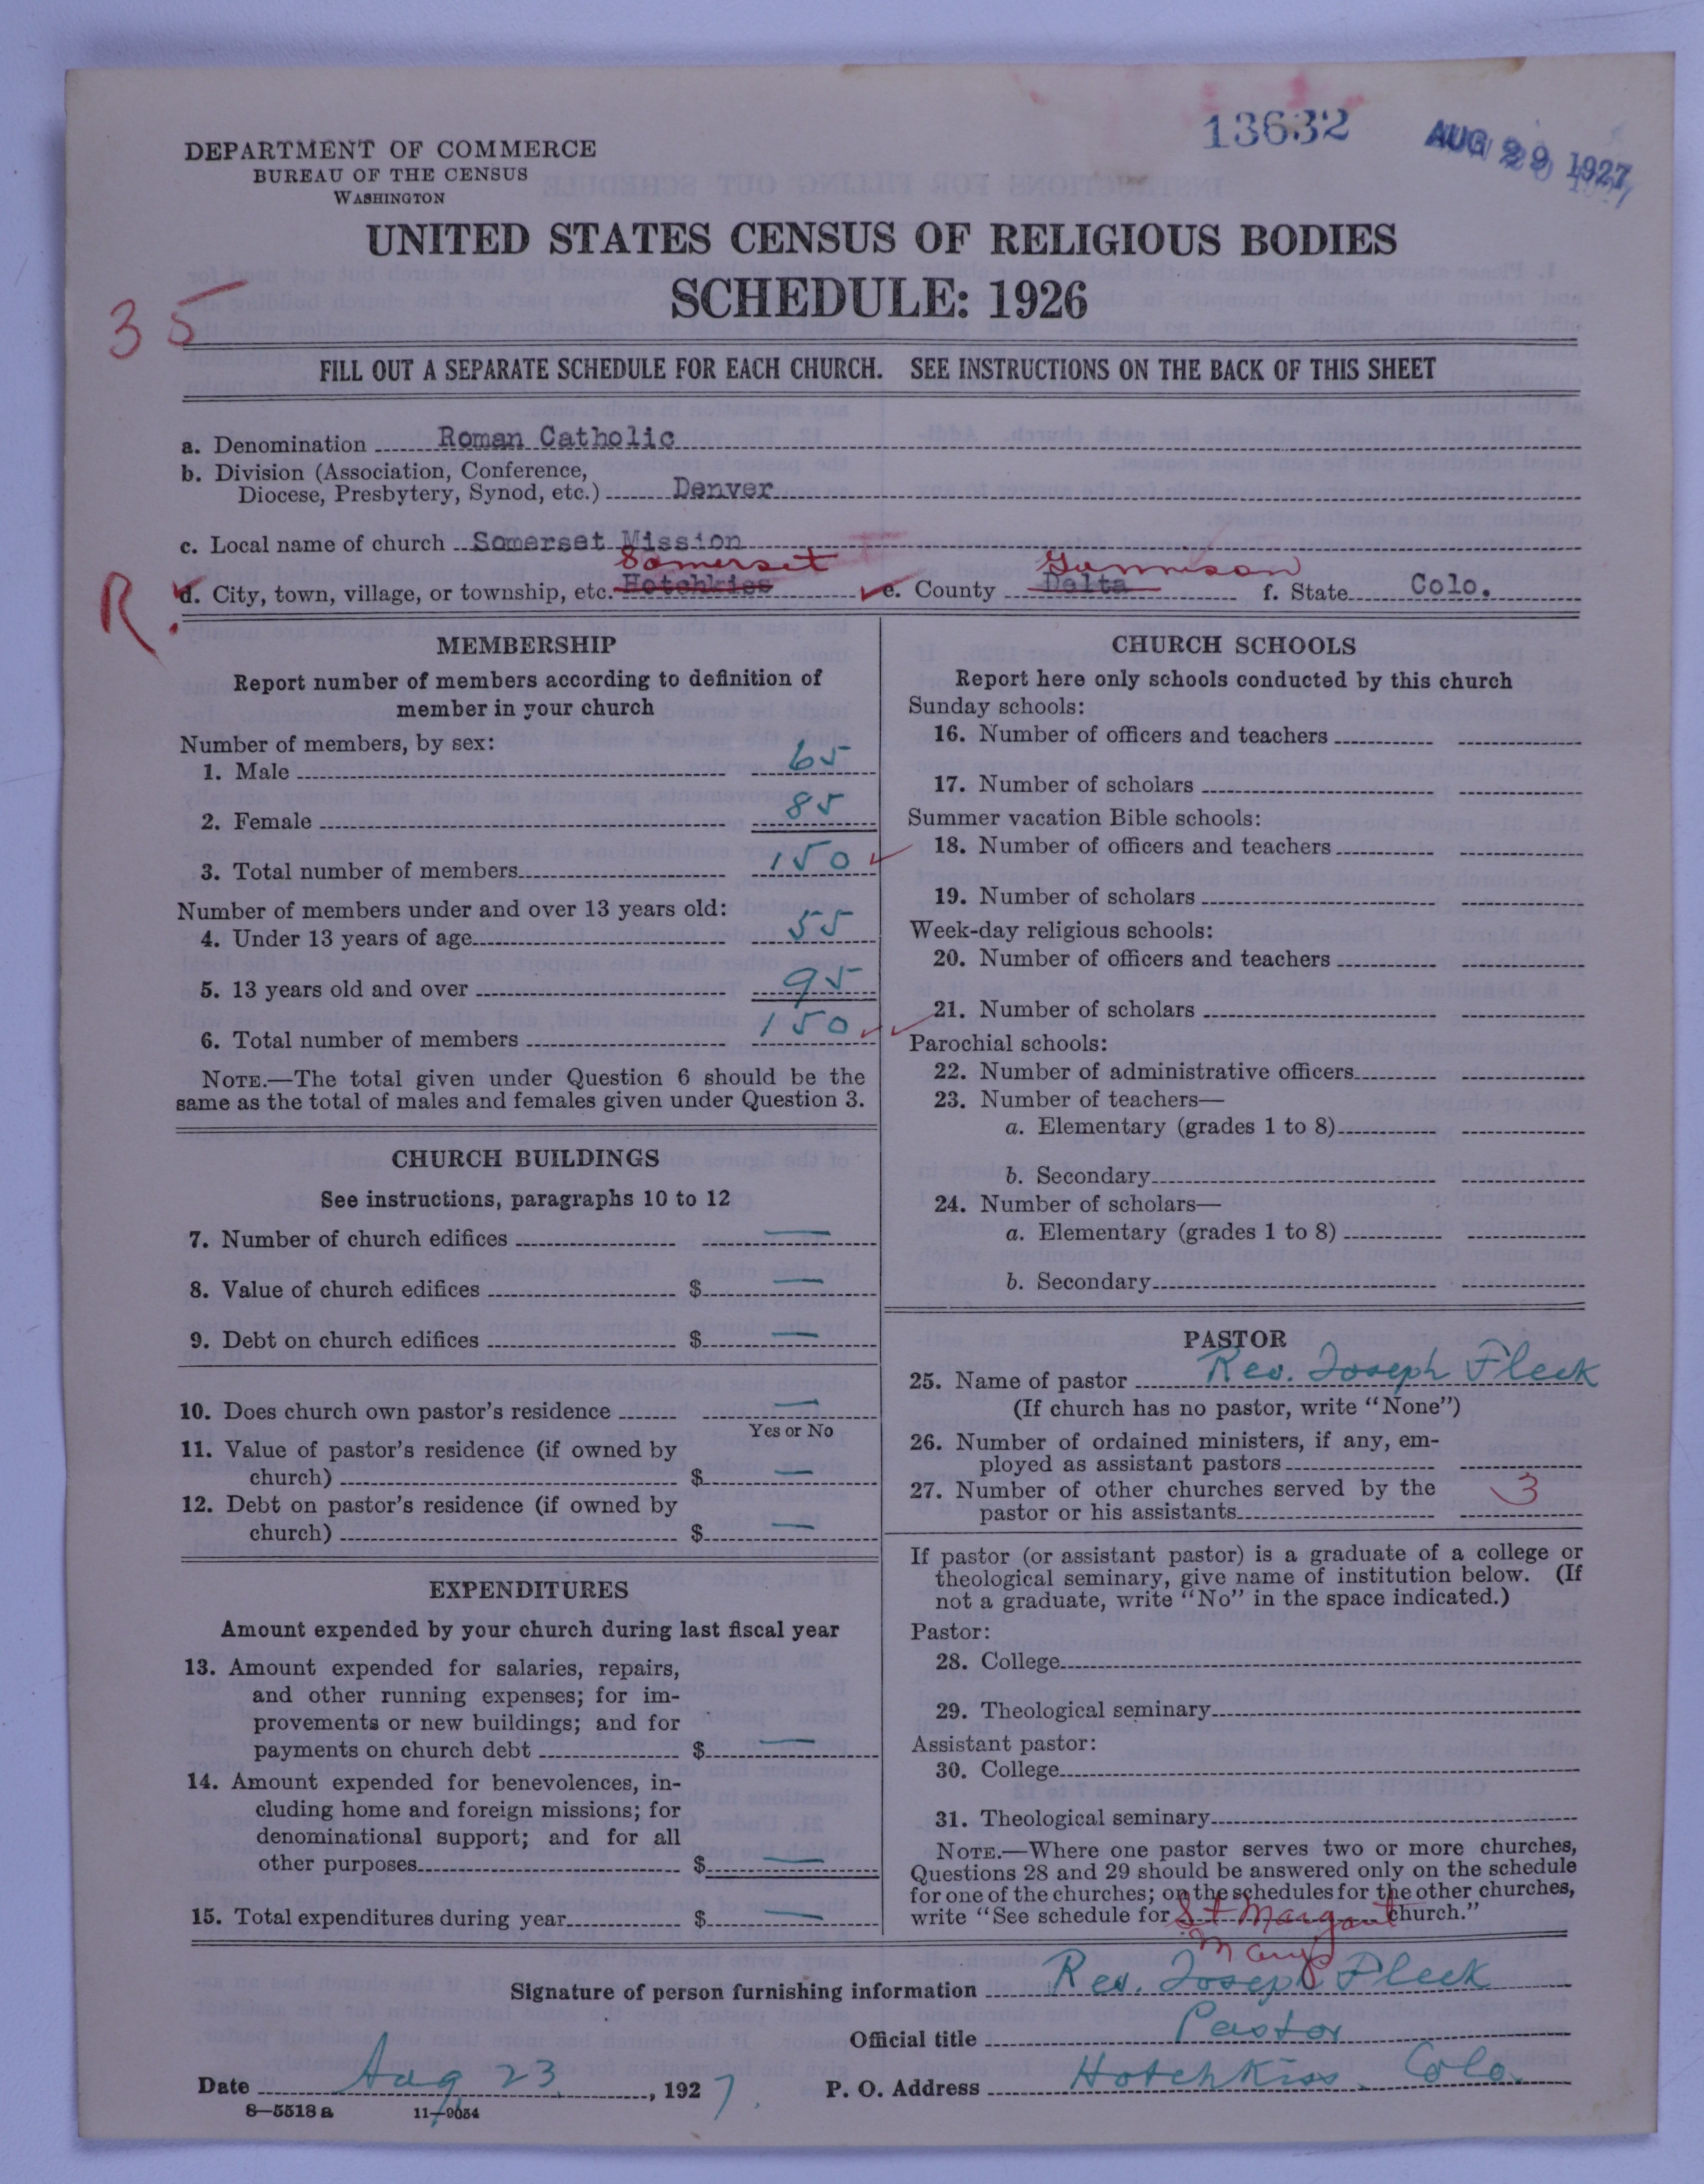 13632
AUG 29 1927
DEPARTMENT OF COMMERCE
BUREAU OF THE CENSUS
WASHINGTON
UNITED STATES CENSUS OF RELIGIOUS BODIES
SCHEDULE: 1926
35
FILL OUT A SEPARATE SCHEDULE FOR EACH CHURCH. SEE INSTRUCTIONS ON THE BACK OF THIS SHEET
a. Denomination Roman Catholic
b. Division (Association, Conference,
Diocese, Presbytery, Synod, etc.) Denver
c. Local name of church Somerset Mission
Somerset Gunnison
R. d. City, town, village, or township, etc. Hotchkiss e. County Delta f. State Colo.
MEMBERSHIP
Report number of members according to definition of
member in your church
Number of members, by sex:
1. Male 65
2. Female 85
3. Total number of members 150
Number of members under and over 13 years old:
4. Under 13 years of age 55
5. 13 years old and over 95
6. Total number of members 150
NOTE.—The total given under Question 6 should be the
same as the total of males and females given under Question 3.
CHURCH BUILDINGS
See instructions, paragraphs 10 to 12
7. Number of church edifices —
8. Value of church edifices $ —
9. Debt on church edifices $ —
10. Does church own pastor's residence —
Yes or No
11. Value of pastor's residence (if owned by
church) $ —
12. Debt on pastor's residence (if owned by
church) $ —
EXPENDITURES
Amount expended by your church during last fiscal year
13. Amount expended for salaries, repairs,
and other running expenses; for im-
provements or new buildings; and for
payments on church debt $ —
14. Amount expended for benevolences, in-
cluding home and foreign missions; for
denominational support; and for all
other purposes $ —
15. Total expenditures during year $ —
CHURCH SCHOOLS
Report here only schools conducted by this church
Sunday schools:
16. Number of officers and teachers
17. Number of scholars
Summer vacation Bible schools:
18. Number of officers and teachers
19. Number of scholars
Week-day religious schools:
20. Number of officers and teachers
21. Number of scholars
Parochial schools:
22. Number of administrative officers
23. Number of teachers—
a. Elementary (grades 1 to 8)
b. Secondary
24. Number of scholars—
a. Elementary (grades 1 to 8)
b. Secondary
PASTOR
25. Name of pastor Rev. Joseph Fleck
(If church has no pastor, write "None")
26. Number of ordained ministers, if any, em-
ployed as assistant pastors
27. Number of other churches served by the
pastor or his assistants 3
If pastor (or assistant pastor) is a graduate of a college or
theological seminary, give name of institution below. (If
not a graduate, write "No" in the space indicated.)
Pastor:
28. College
29. Theological seminary
Assistant pastor:
30. College
31. Theological seminary
NOTE.—Where one pastor serves two or more churches,
Questions 28 and 29 should be answered only on the schedule
for one of the churches; on the schedules for the other churches,
write "See schedule for St Margaret church."
Marys
Signature of person furnishing information Rev. Joseph Fleck
Official title Pastor
Date Aug 23, 1927. P. O. Address Hotchkiss. Colo.
8—5518a 11—9054